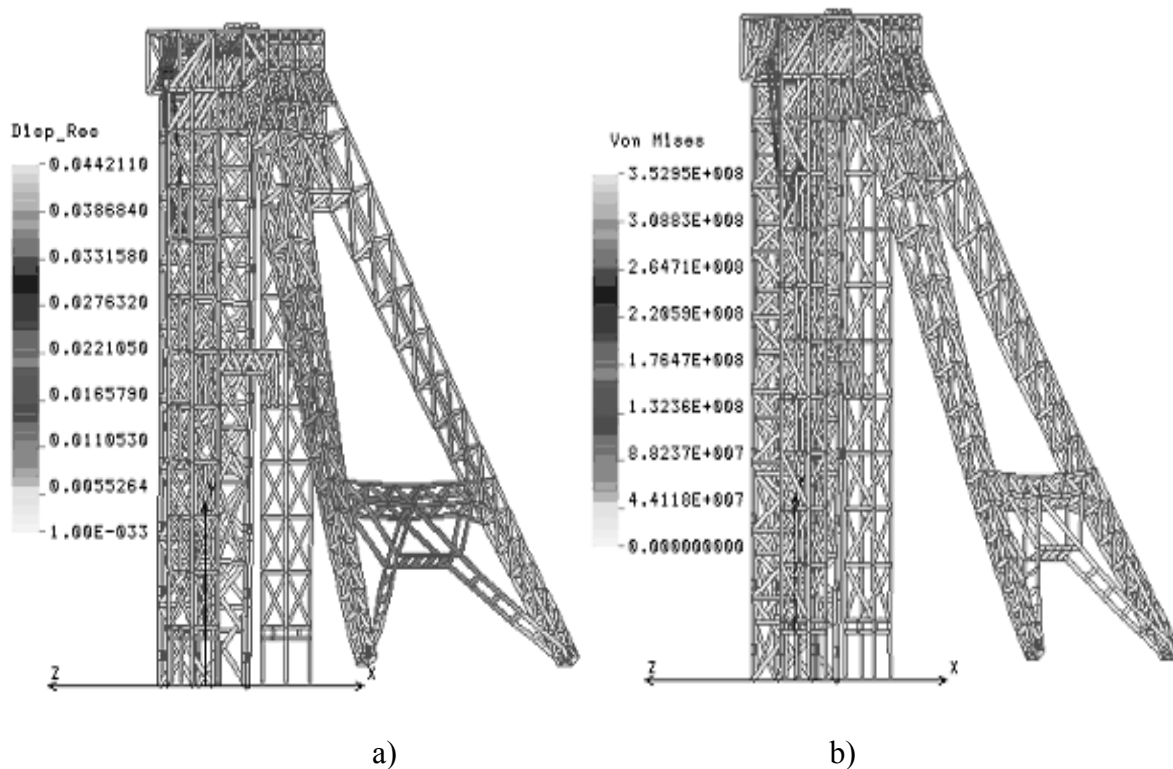 Disp_Res
0.0442110
0.0386840
0.0331580
0.0276320
0.0221050
0.0165790
0.0110530
0.0055264
1.00E-033
Z
X
a)
Von Mises
3.5295E+008
3.0883E+008
2.6471E+008
2.2059E+008
1.7647E+008
1.3236E+008
8.8237E+007
4.4118E+007
0.000000000
Z
X
b)